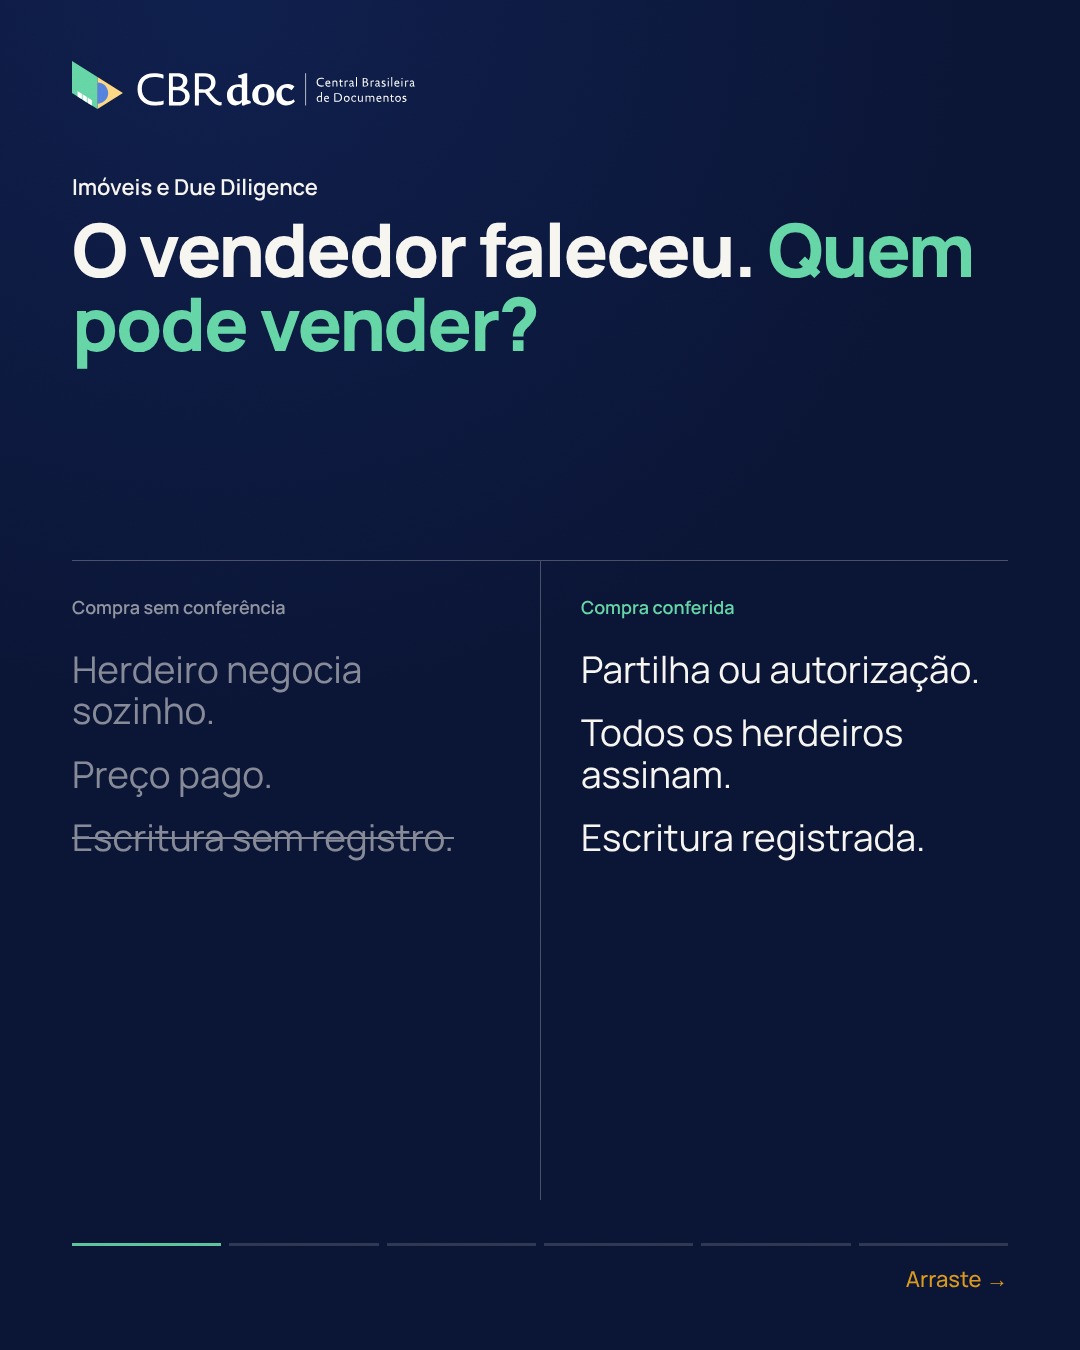 CBRdoc
Central Brasileira
de Documentos
Imóveis e Due Diligence
O vendedor faleceu. Quem
pode vender?
Compra sem conferência
Herdeiro negocia
sozinho.
Preço pago.
Escritura sem registro.
Compra conferida
Partilha ou autorização.
Todos os herdeiros
assinam.
Escritura registrada.
Arraste →